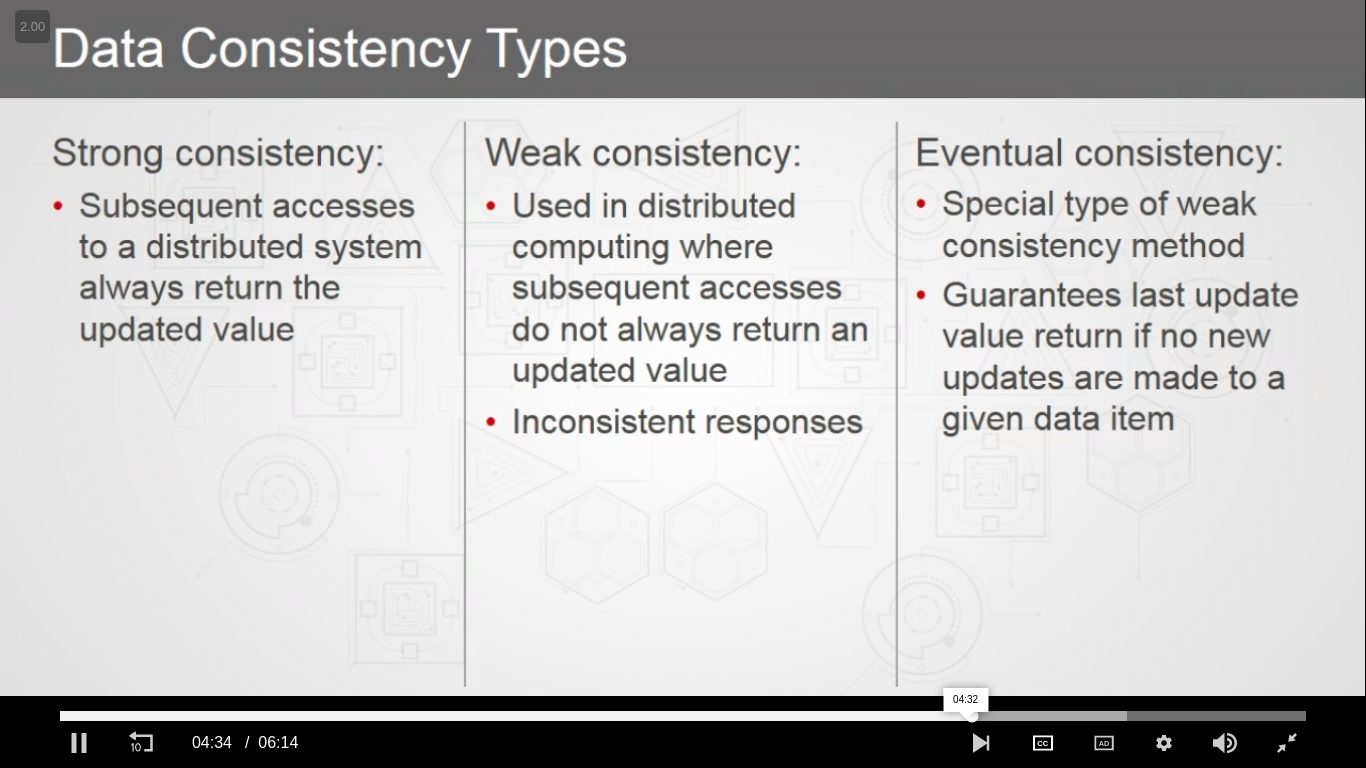 2.00
Data Consistency Types
Strong consistency:
• Subsequent accesses
to a distributed system
always return the
updated value
Weak consistency:
• Used in distributed
computing where
subsequent accesses
do not always return an
updated value
• Inconsistent responses
Eventual consistency:
• Special type of weak
consistency method
• Guarantees last update
value return if no new
updates are made to a
given data item
04:32
10
04:34 / 06:14
CC
AD